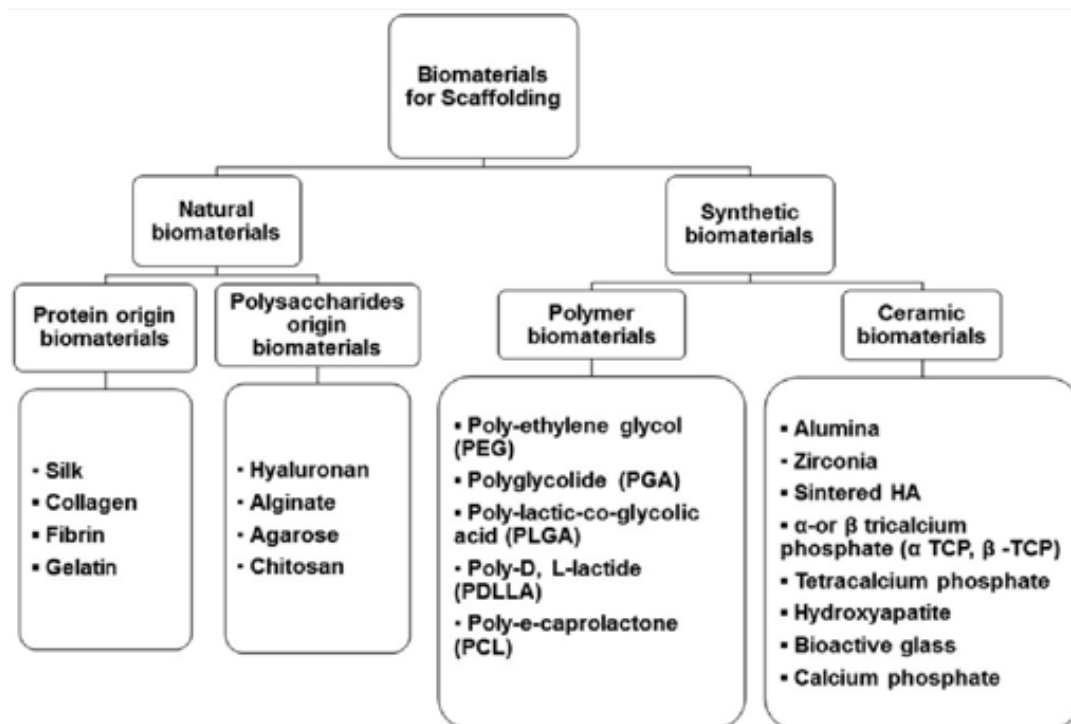 Biomaterials
for Scaffolding
Natural
biomaterials
Synthetic
biomaterials
Protein origin
biomaterials
Polysaccharides
origin
biomaterials
Polymer
biomaterials
Ceramic
biomaterials
- Silk
▪ Collagen
▪ Fibrin
▪ Gelatin
- Hyaluronan
- Alginate
- Agarose
- Chitosan
▪ Poly-ethylene glycol
(PEG)
▪ Polyglycolide (PGA)
▪ Poly-lactic-co-glycolic
acid (PLGA)
- Poly-D, L-lactide
(PDLLA)
- Poly-e-caprolactone
(PCL)
▪ Alumina
- Zirconia
▪ Sintered HA
▪ α-or β tricalcium
phosphate (α TCP, β -TCP)
▪ Tetracalcium phosphate
▪ Hydroxyapatite
▪ Bioactive glass
▪ Calcium phosphate